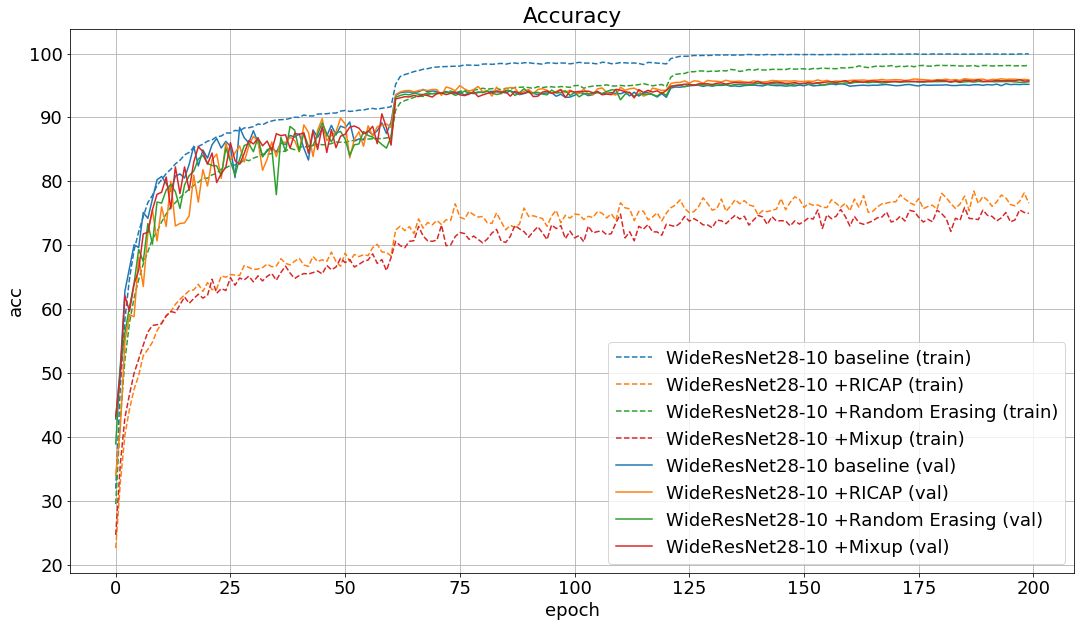 Accuracy
100
90
80
70
60
50
40
30
20
acc
WideResNet28-10 baseline (train)
WideResNet28-10 +RICAP (train)
WideResNet28-10 +Random Erasing (train)
WideResNet28-10 +Mixup (train)
WideResNet28-10 baseline (val)
WideResNet28-10 +RICAP (val)
WideResNet28-10 +Random Erasing (val)
WideResNet28-10 +Mixup (val)
0 25 50 75 100 125 150 175 200
epoch